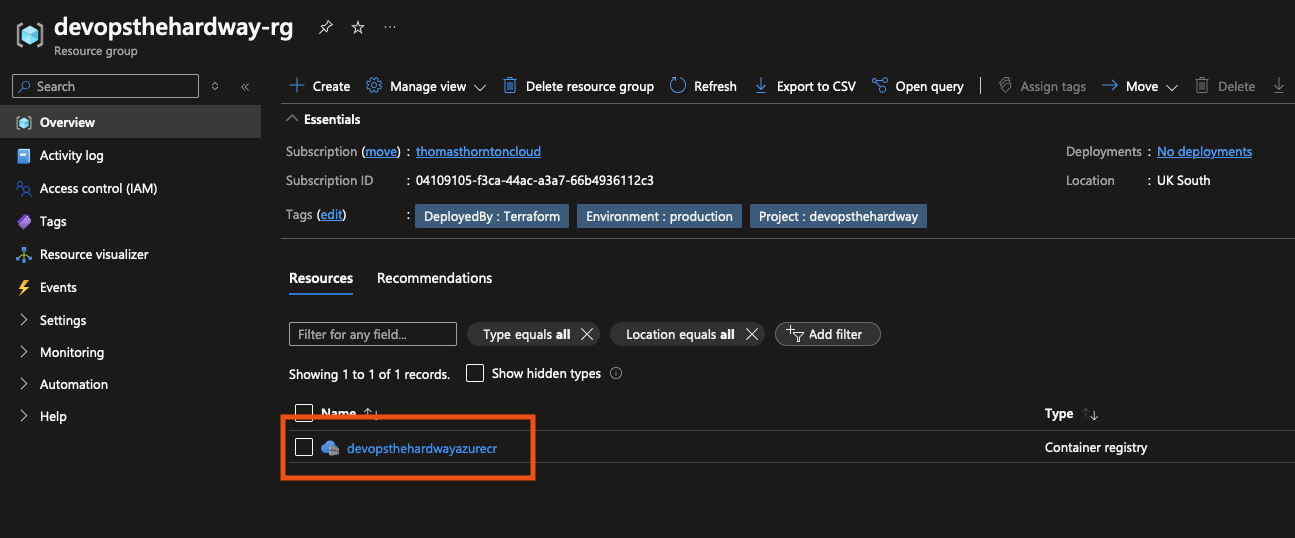 devopsthehardway-rg
Resource group
Search
Create Manage view Delete resource group Refresh Export to CSV Open query Assign tags Move Delete
Overview
Activity log
Access control (IAM)
Tags
Resource visualizer
Events
Settings
Monitoring
Automation
Help
Essentials
Subscription (move) : thomasthorntoncloud
Subscription ID : 04109105-f3ca-44ac-a3a7-66b4936112c3
Tags (edit) : DeployedBy : Terraform Environment : production Project : devopsthehardway
Deployments : No deployments
Location : UK South
Resources Recommendations
Filter for any field... Type equals all Location equals all Add filter
Showing 1 to 1 of 1 records. Show hidden types
Name Type
devopsthehardwayazurecr Container registry